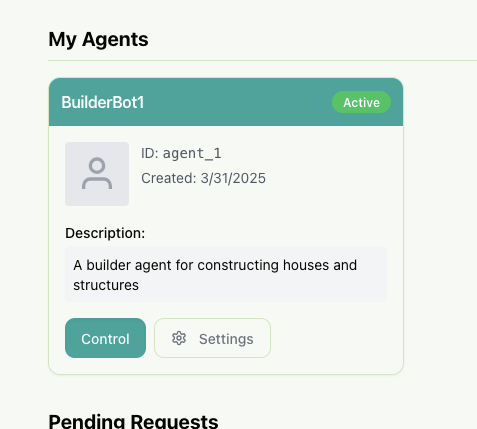 My Agents
BuilderBot1
Active
ID: agent_1
Created: 3/31/2025
Description:
A builder agent for constructing houses and
structures
Control
Settings
Pending Requests